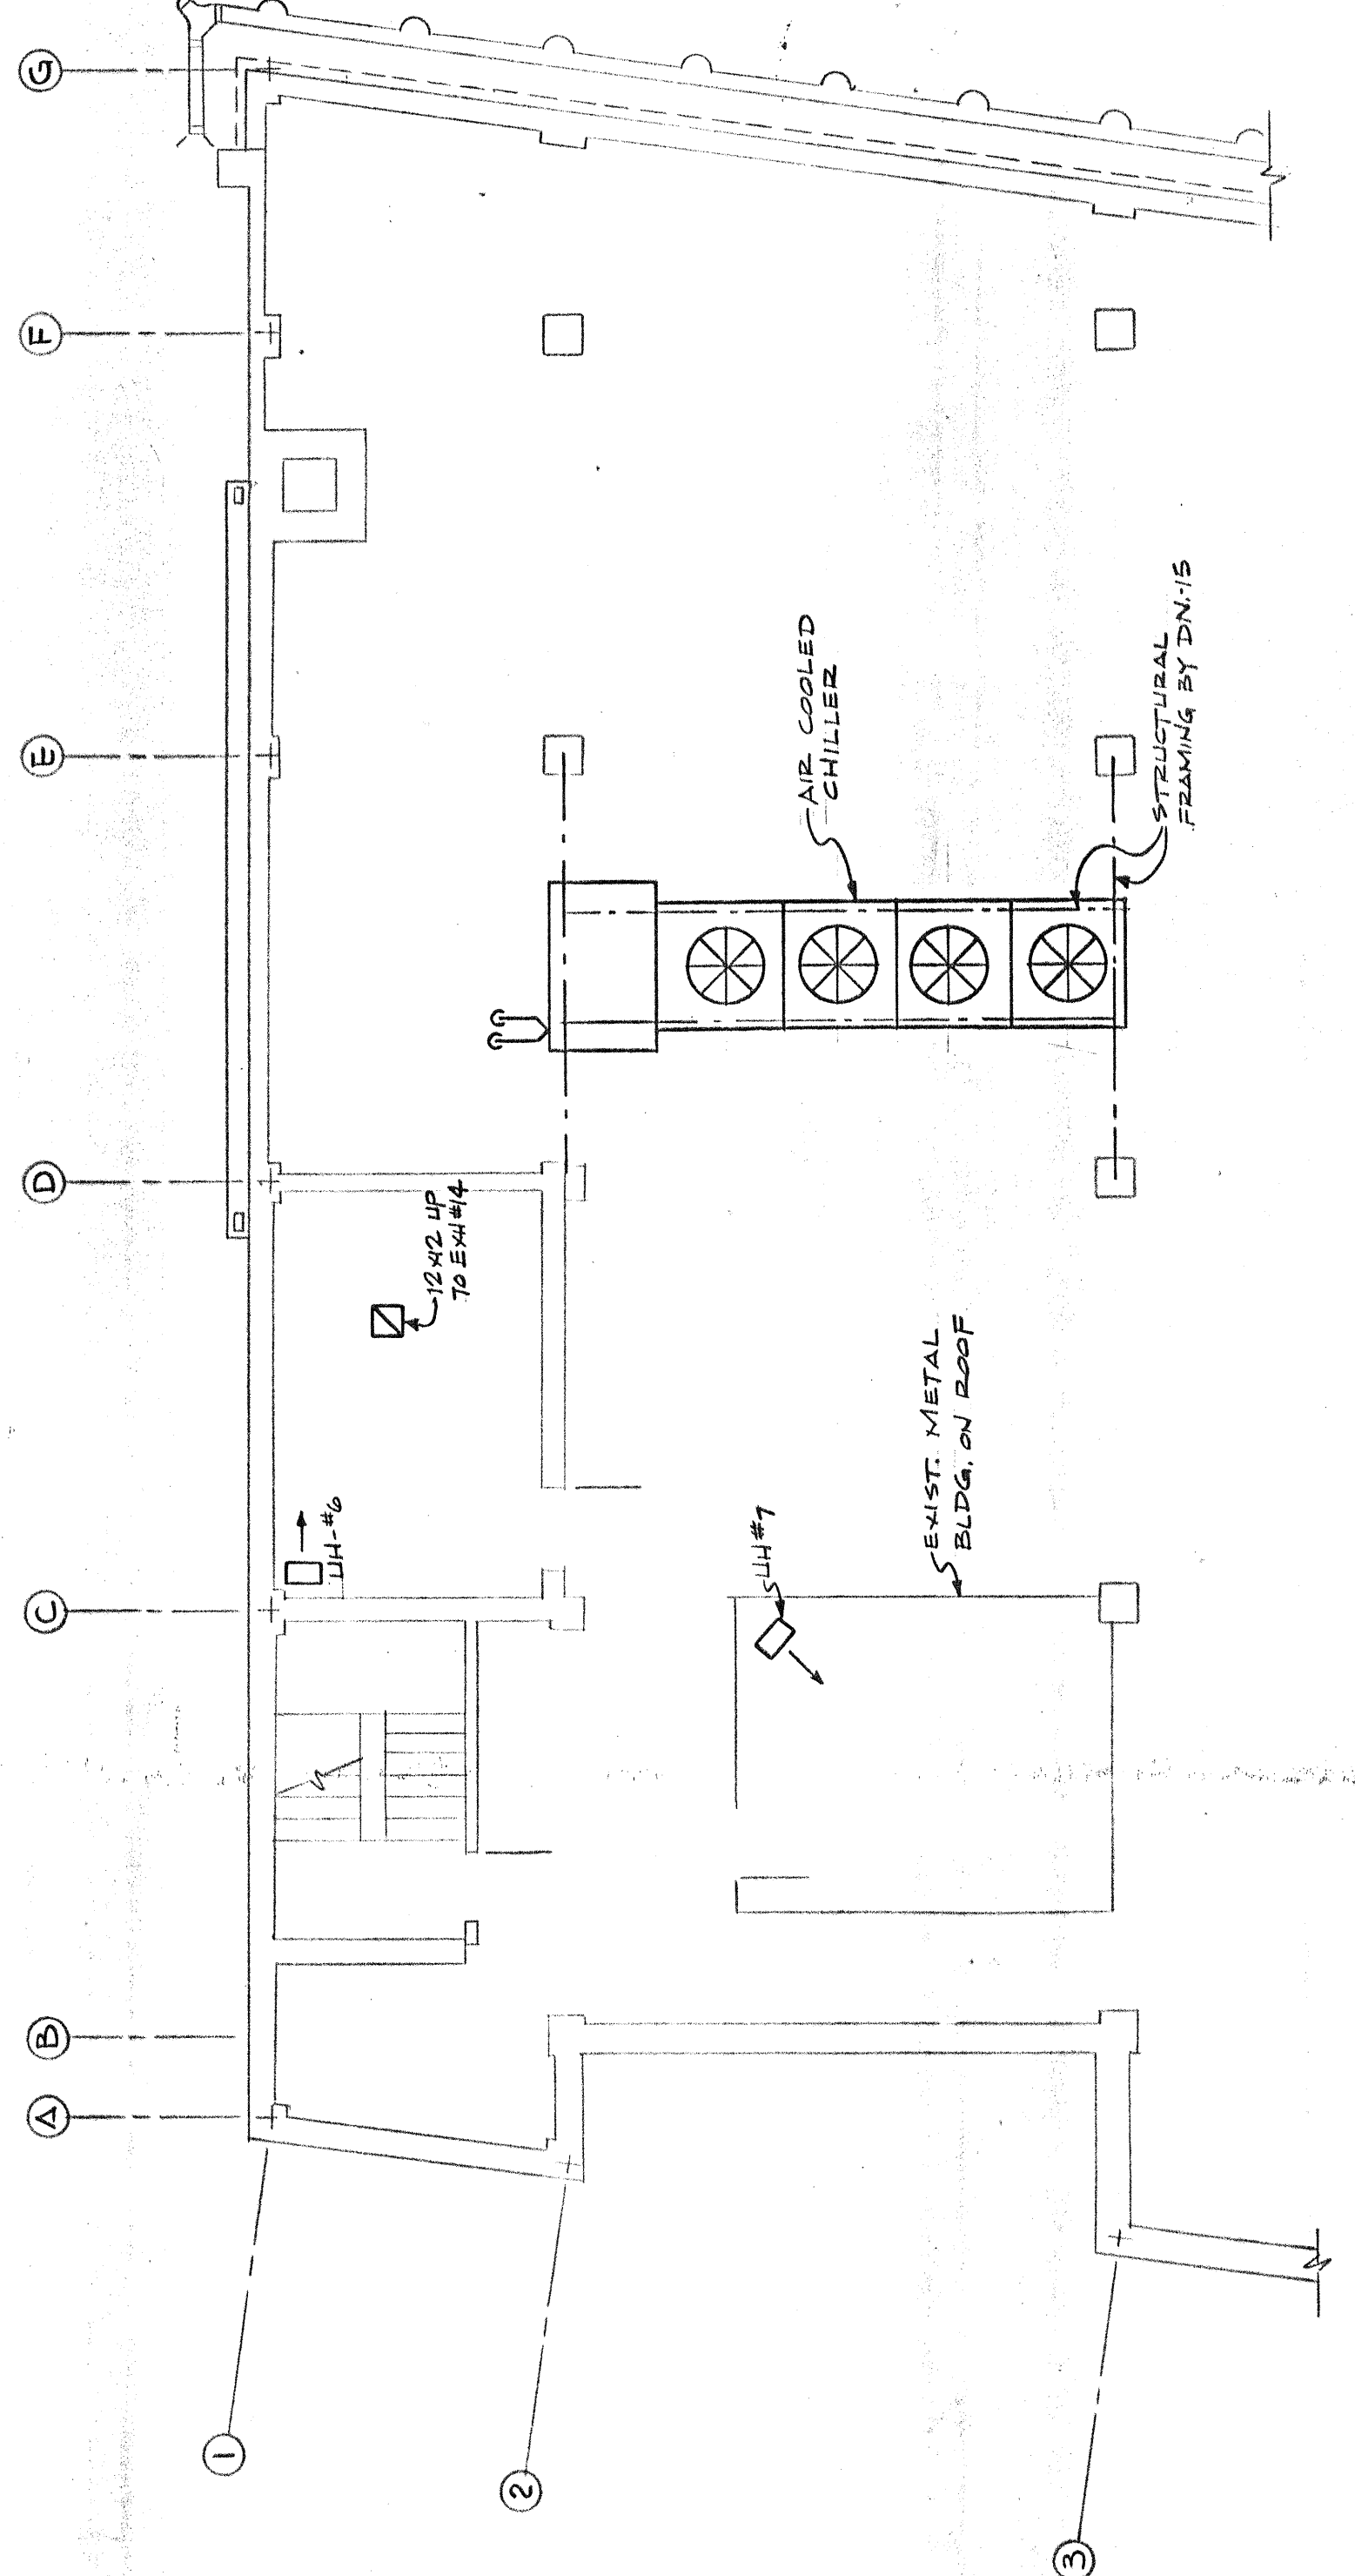 A
B
C
D
E
F
G
1
2
3
UH-#6
12x12 UP
TO EXH#14
UH#7
EXIST. METAL
BLDG. ON ROOF
AIR COOLED
CHILLER
STRUCTURAL
FRAMING BY DN.-15